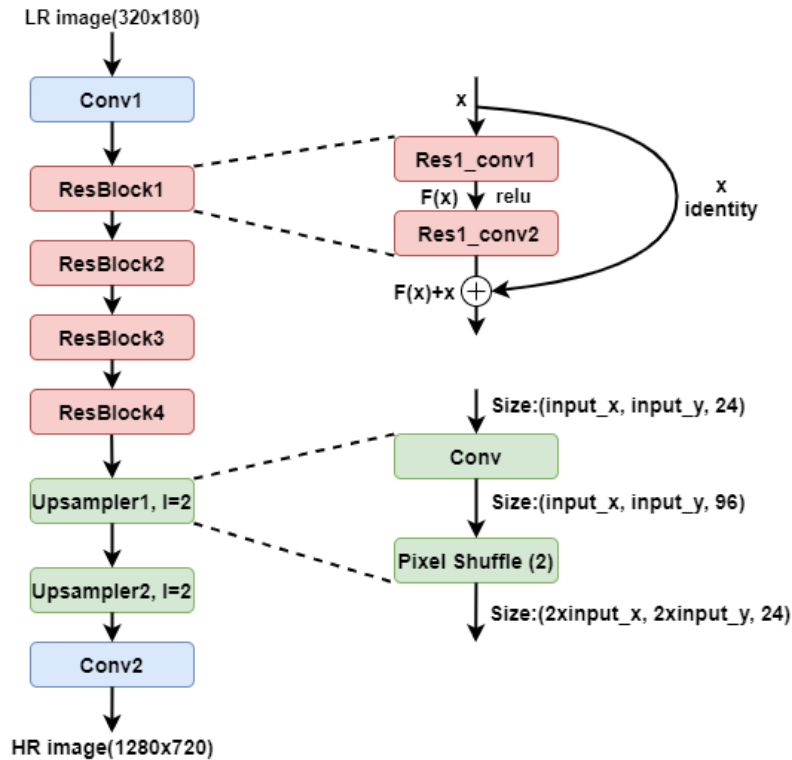 LR image(320x180)
Conv1
ResBlock1
ResBlock2
ResBlock3
ResBlock4
Upsampler1, I=2
Upsampler2, I=2
Conv2
HR image(1280x720)
x
Res1_conv1
F(x) relu
Res1_conv2
F(x)+x
x
identity
Size:(input_x, input_y, 24)
Conv
Size:(input_x, input_y, 96)
Pixel Shuffle (2)
Size:(2xinput_x, 2xinput_y, 24)